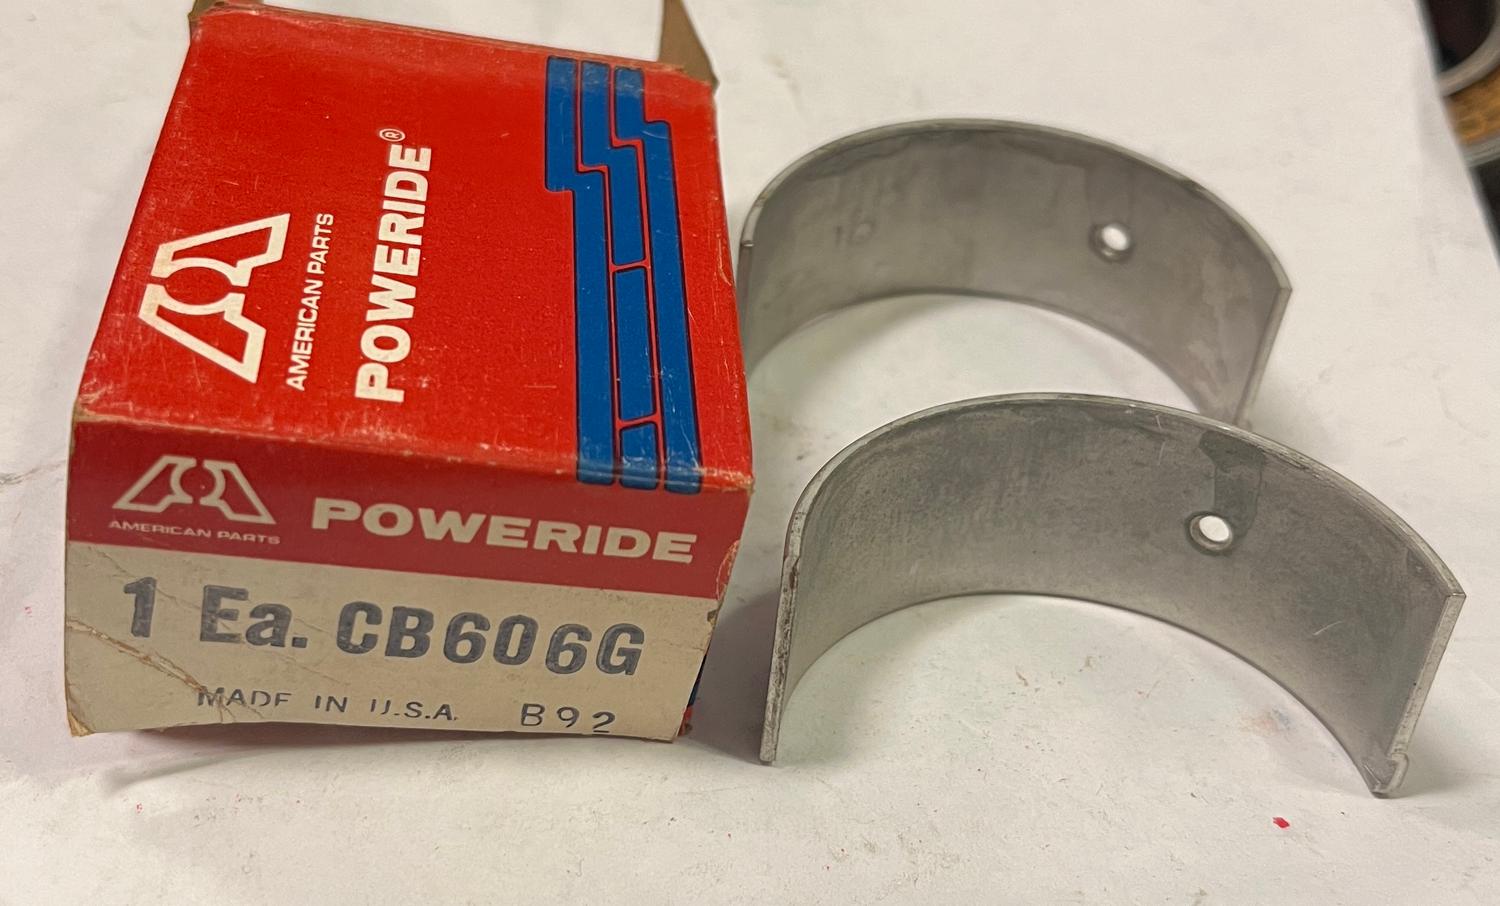 AMERICAN PARTS
POWERIDE®
AMERICAN PARTS
POWERIDE
1 Ea. CB606G
MADE IN U.S.A. B92